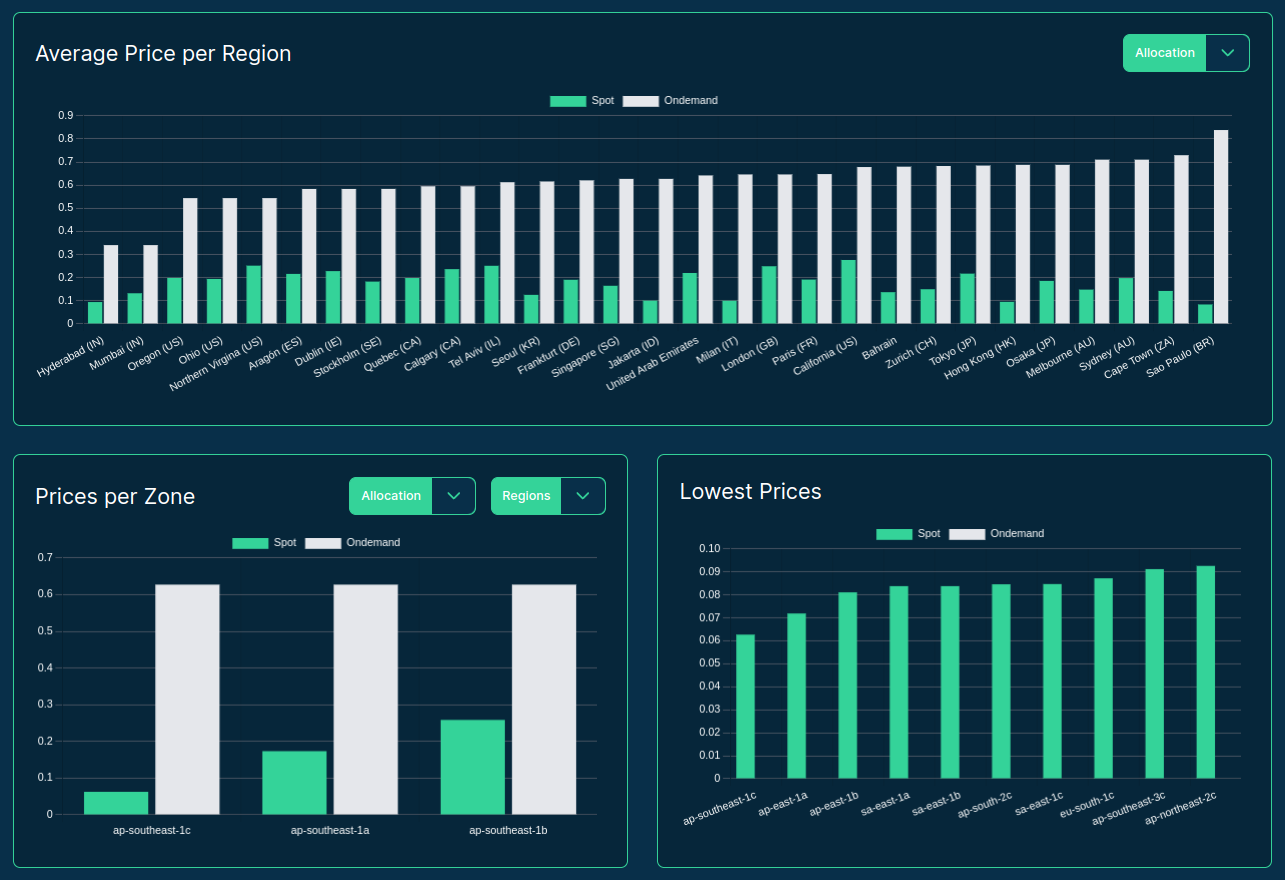 Average Price per Region
Allocation
Spot Ondemand
0.9
0.8
0.7
0.6
0.5
0.4
0.3
0.2
0.1
0
Hyderabad (IN) Mumbai (IN) Oregon (US) Ohio (US) Northern Virgina (US) Aragón (ES) Dublin (IE) Stockholm (SE) Quebec (CA) Calgary (CA) Tel Aviv (IL) Seoul (KR) Frankfurt (DE) Singapore (SG) Jakarta (ID) United Arab Emirates Milan (IT) London (GB) Paris (FR) California (US) Bahrain Zurich (CH) Tokyo (JP) Hong Kong (HK) Osaka (JP) Melbourne (AU) Sydney (AU) Cape Town (ZA) Sao Paulo (BR)
Prices per Zone
Allocation
Regions
Spot Ondemand
0.7
0.6
0.5
0.4
0.3
0.2
0.1
0
ap-southeast-1c ap-southeast-1a ap-southeast-1b
Lowest Prices
Spot Ondemand
0.10
0.09
0.08
0.07
0.06
0.05
0.04
0.03
0.02
0.01
0
ap-southeast-1c ap-east-1a ap-east-1b sa-east-1a sa-east-1b ap-south-2c sa-east-1c eu-south-1c ap-southeast-3c ap-northeast-2c